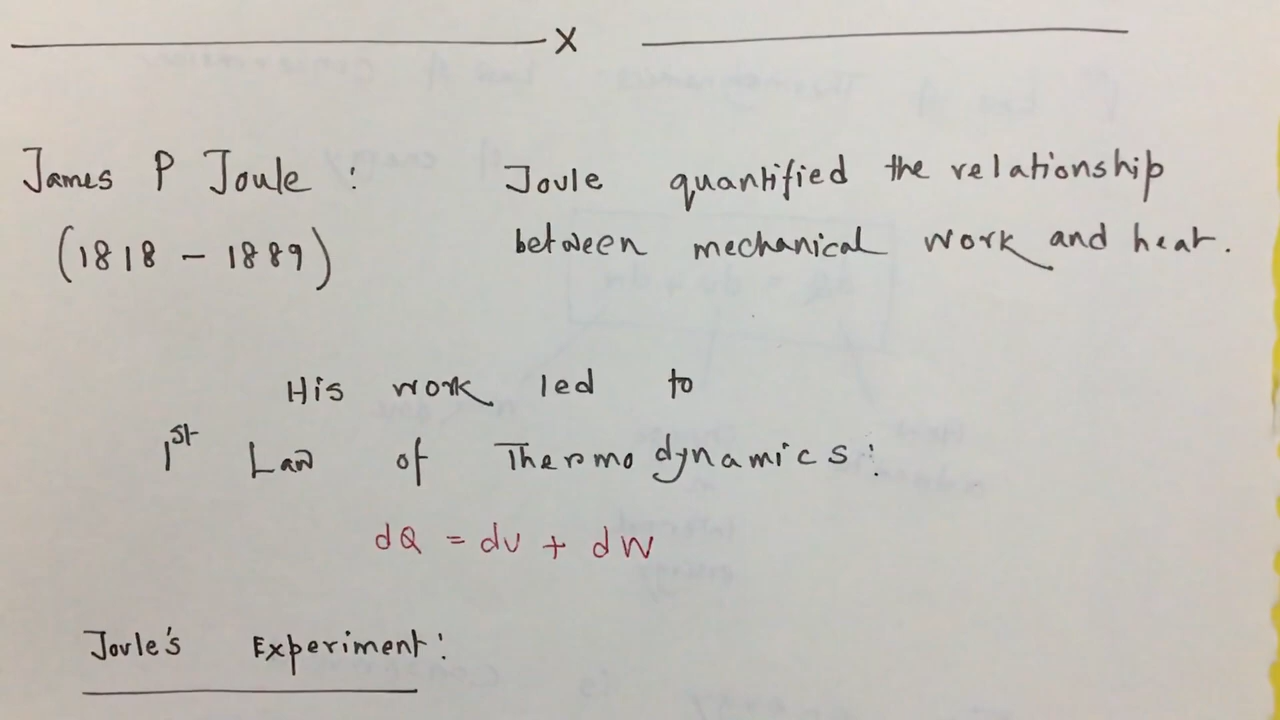 X
James P Joule : Joule quantified the relationship
(1818 - 1889) between mechanical work and heat.
His work led to
1st Law of Thermodynamics :
dQ = dU + dW
Joule's Experiment :